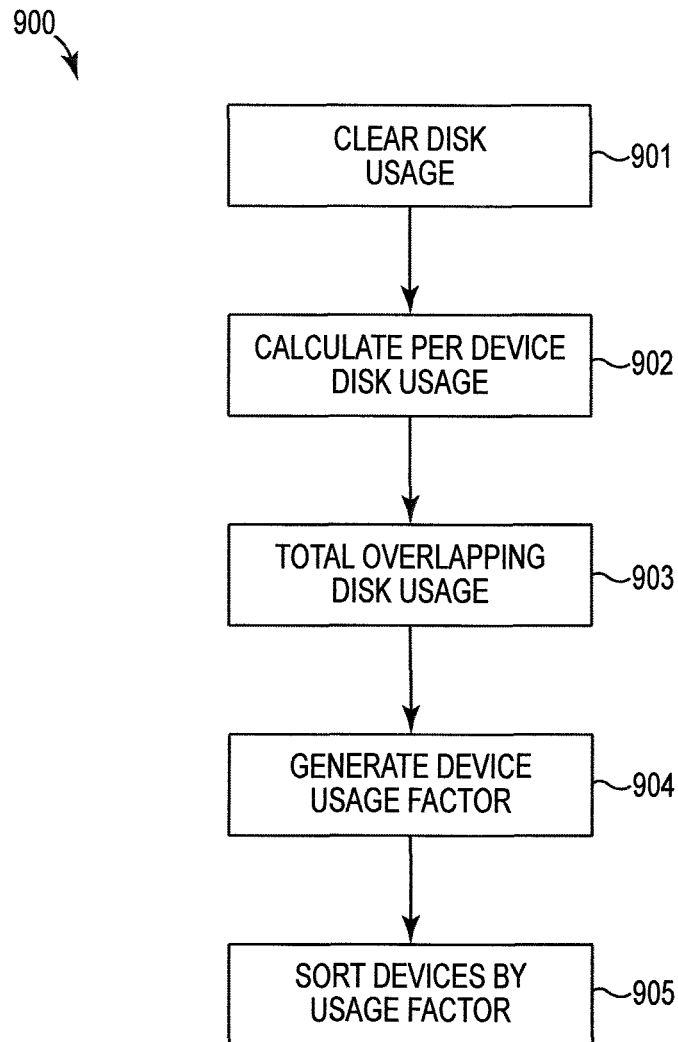 900
CLEAR DISK
USAGE
901
CALCULATE PER DEVICE
DISK USAGE
902
TOTAL OVERLAPPING
DISK USAGE
903
GENERATE DEVICE
USAGE FACTOR
904
SORT DEVICES BY
USAGE FACTOR
905